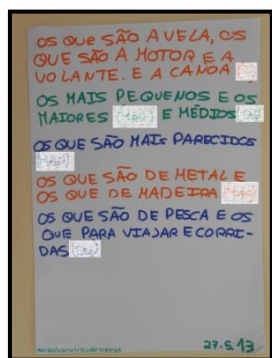 OS QUE SÃO A VELA, OS
QUE SÃO A MOTOR E A
VOLANTE. E A CANOA
OS MAIS PEQUENOS E OS
MAIORES E MÉDIOS
OS QUE SÃO MAIS PARECIDOS
OS QUE SÃO DE METAL E
OS QUE DE MADEIRA
OS QUE SÃO DE PESCA E OS
QUE PARA VIAJAR E CORRI-
DAS
27.5.13